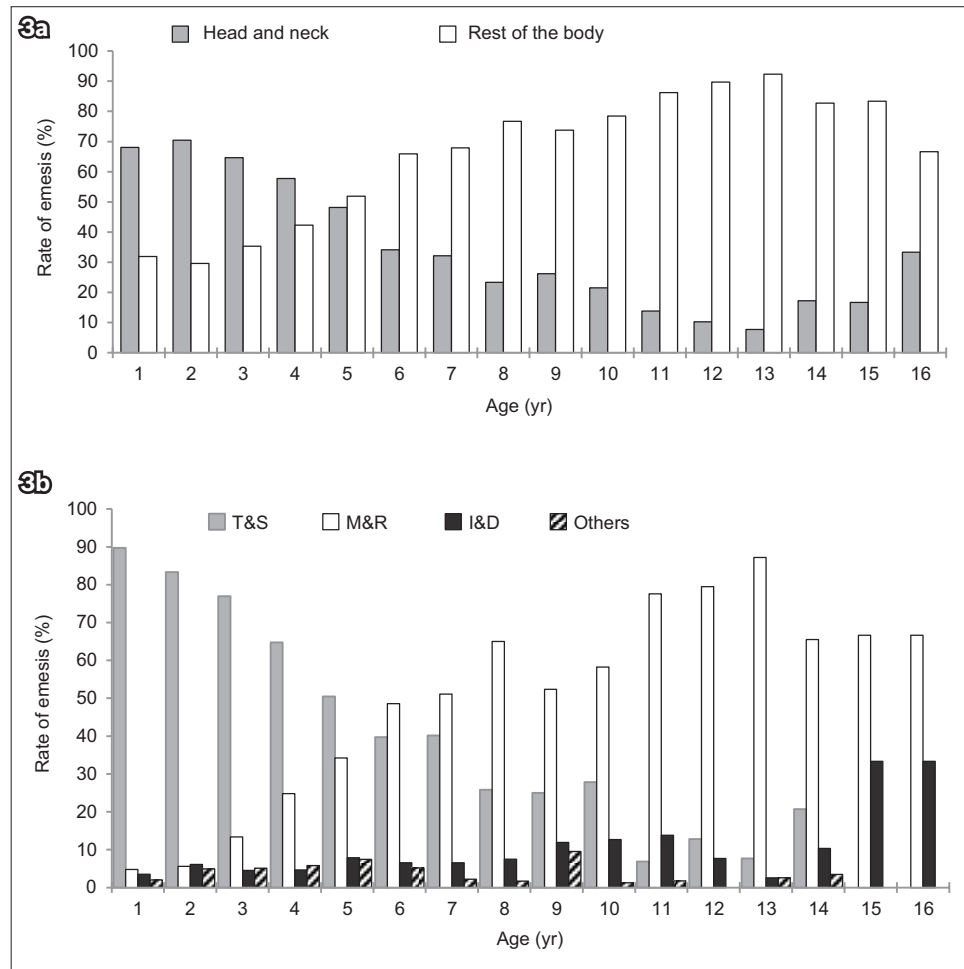 3a
Head and neck Rest of the body
100
90
80
70
60
50
40
30
20
10
0
Rate of emesis (%)
1 2 3 4 5 6 7 8 9 10 11 12 13 14 15 16
Age (yr)
3b
T&S M&R I&D Others
100
90
80
70
60
50
40
30
20
10
0
Rate of emesis (%)
1 2 3 4 5 6 7 8 9 10 11 12 13 14 15 16
Age (yr)